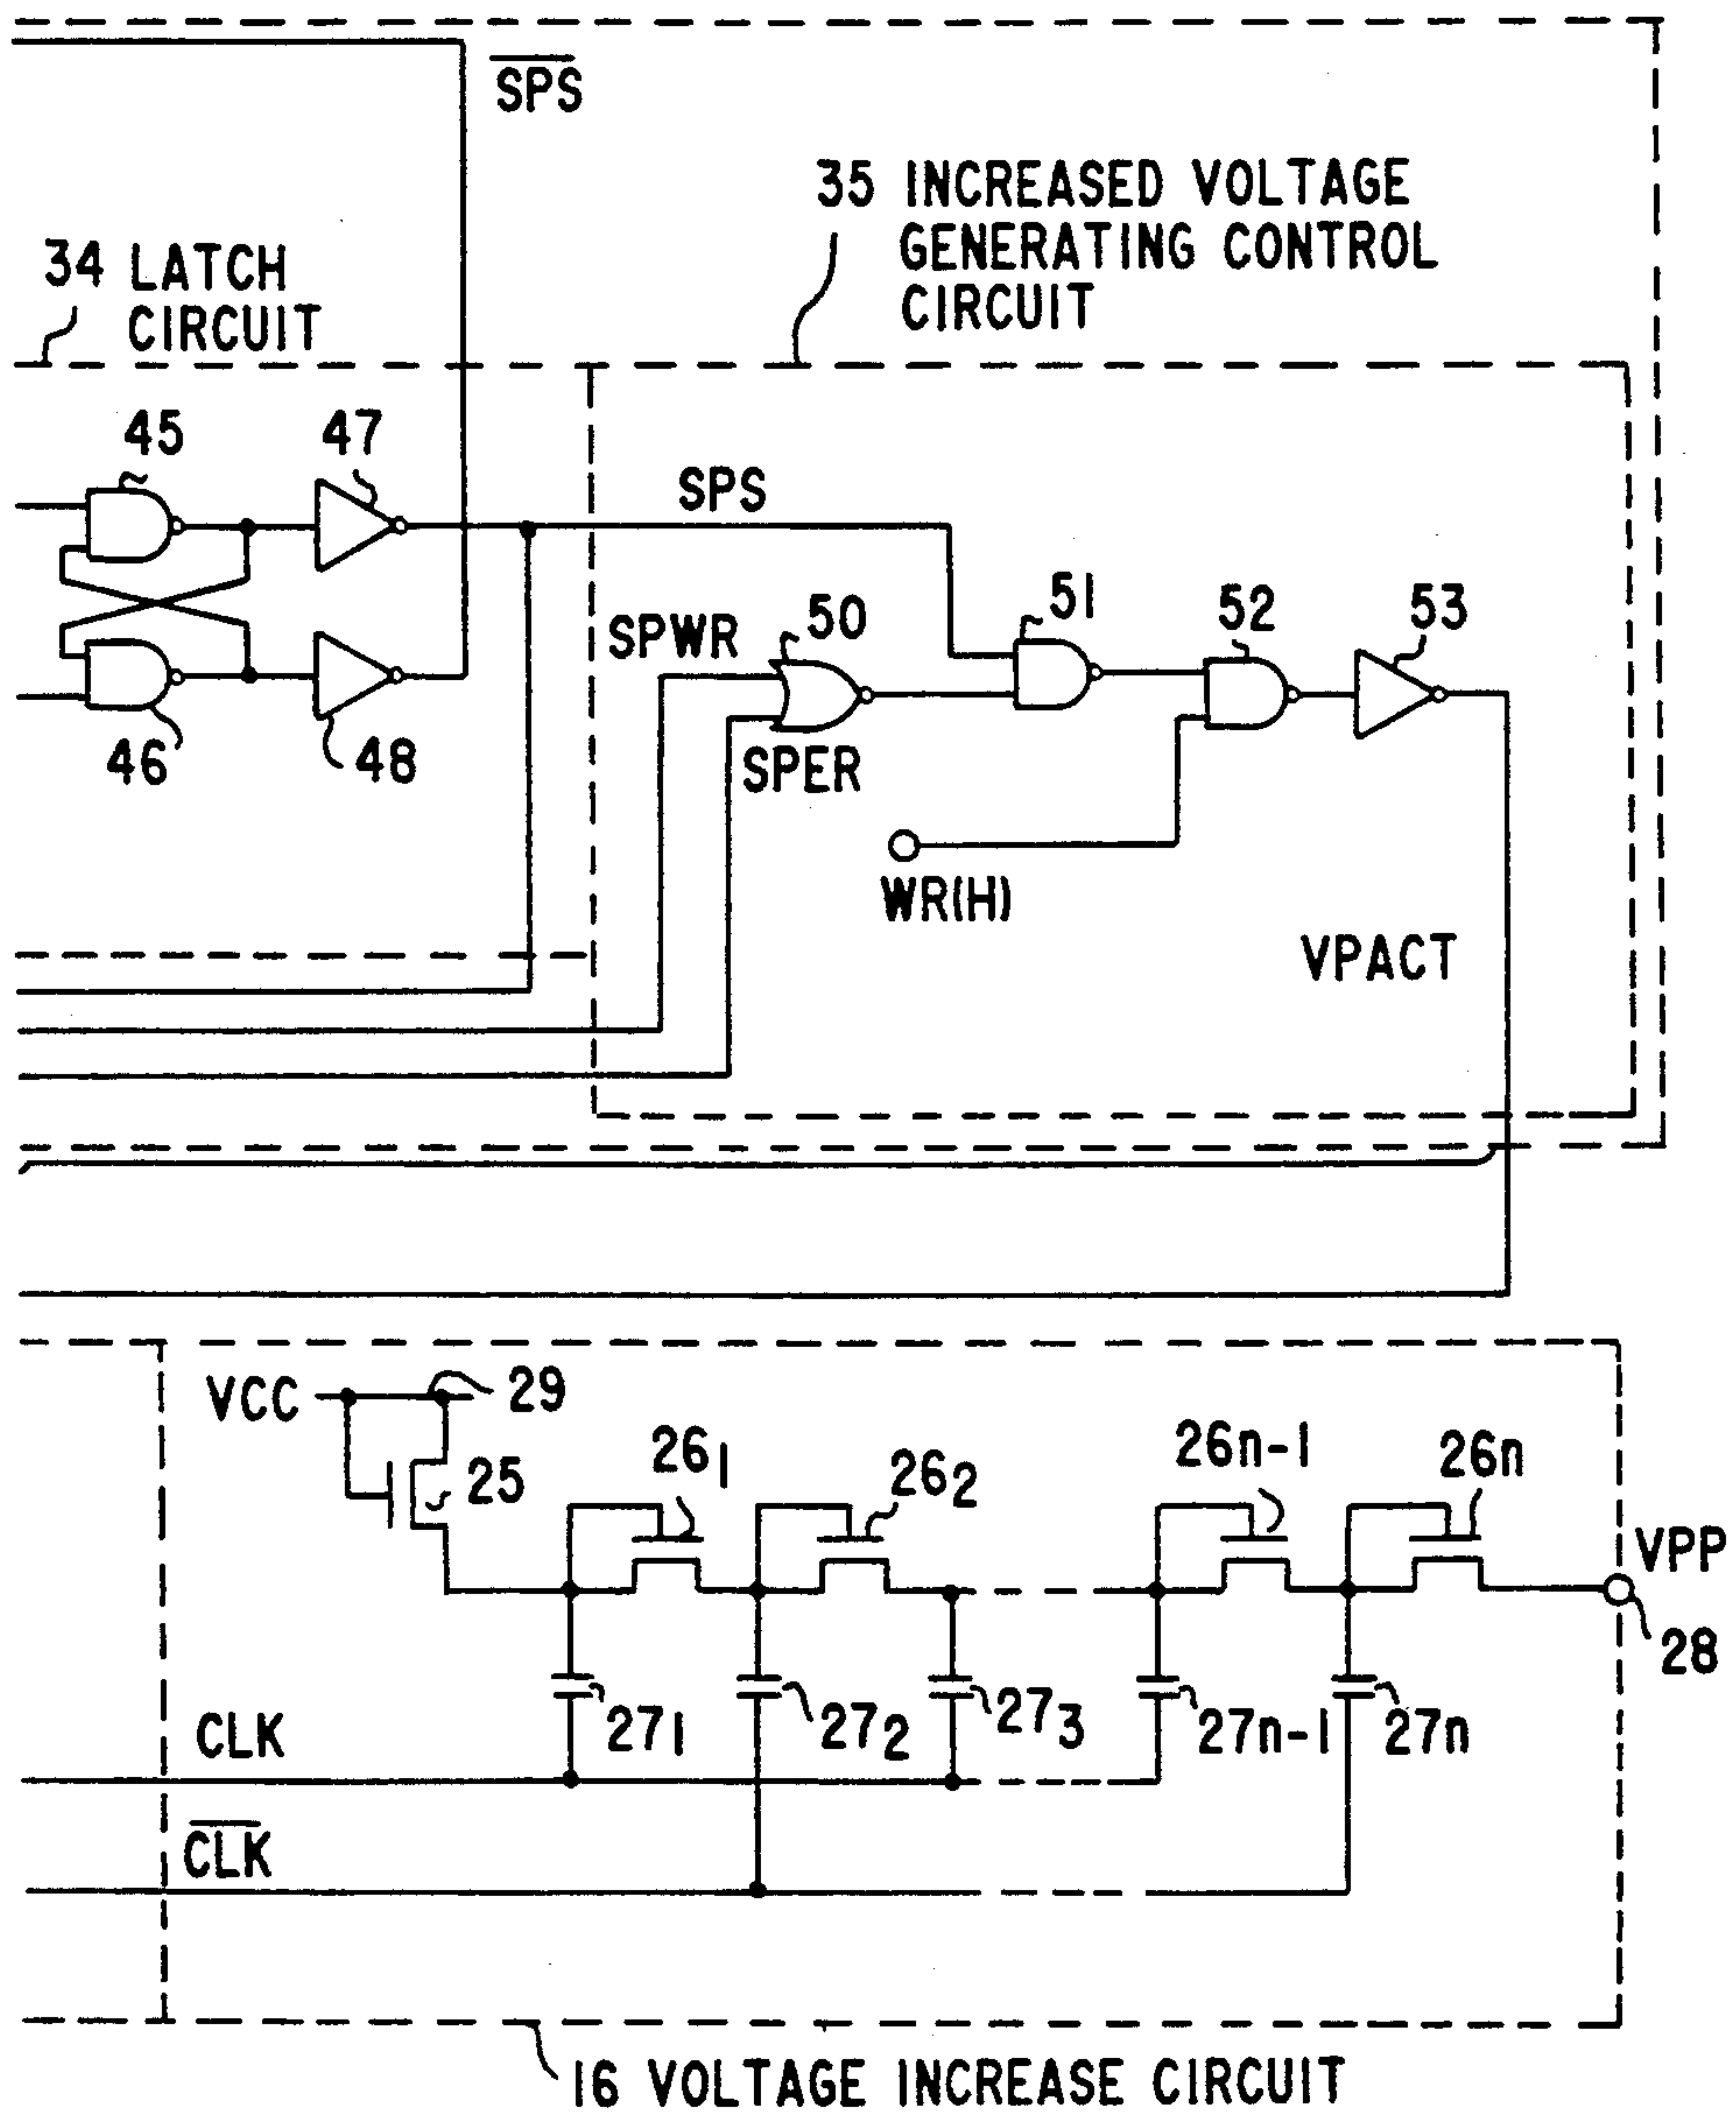 S̅P̅S̅
35 INCREASED VOLTAGE
GENERATING CONTROL
CIRCUIT
34 LATCH
CIRCUIT
45
47
SPS
SPWR
50
51
52
53
46
48
SPER
WR(H)
VPACT
VCC
29
25
26₁
26₂
26n-1
26n
VPP
28
27₁
27₂
27₃
27n-1
27n
CLK
C̅L̅K̅
16 VOLTAGE INCREASE CIRCUIT